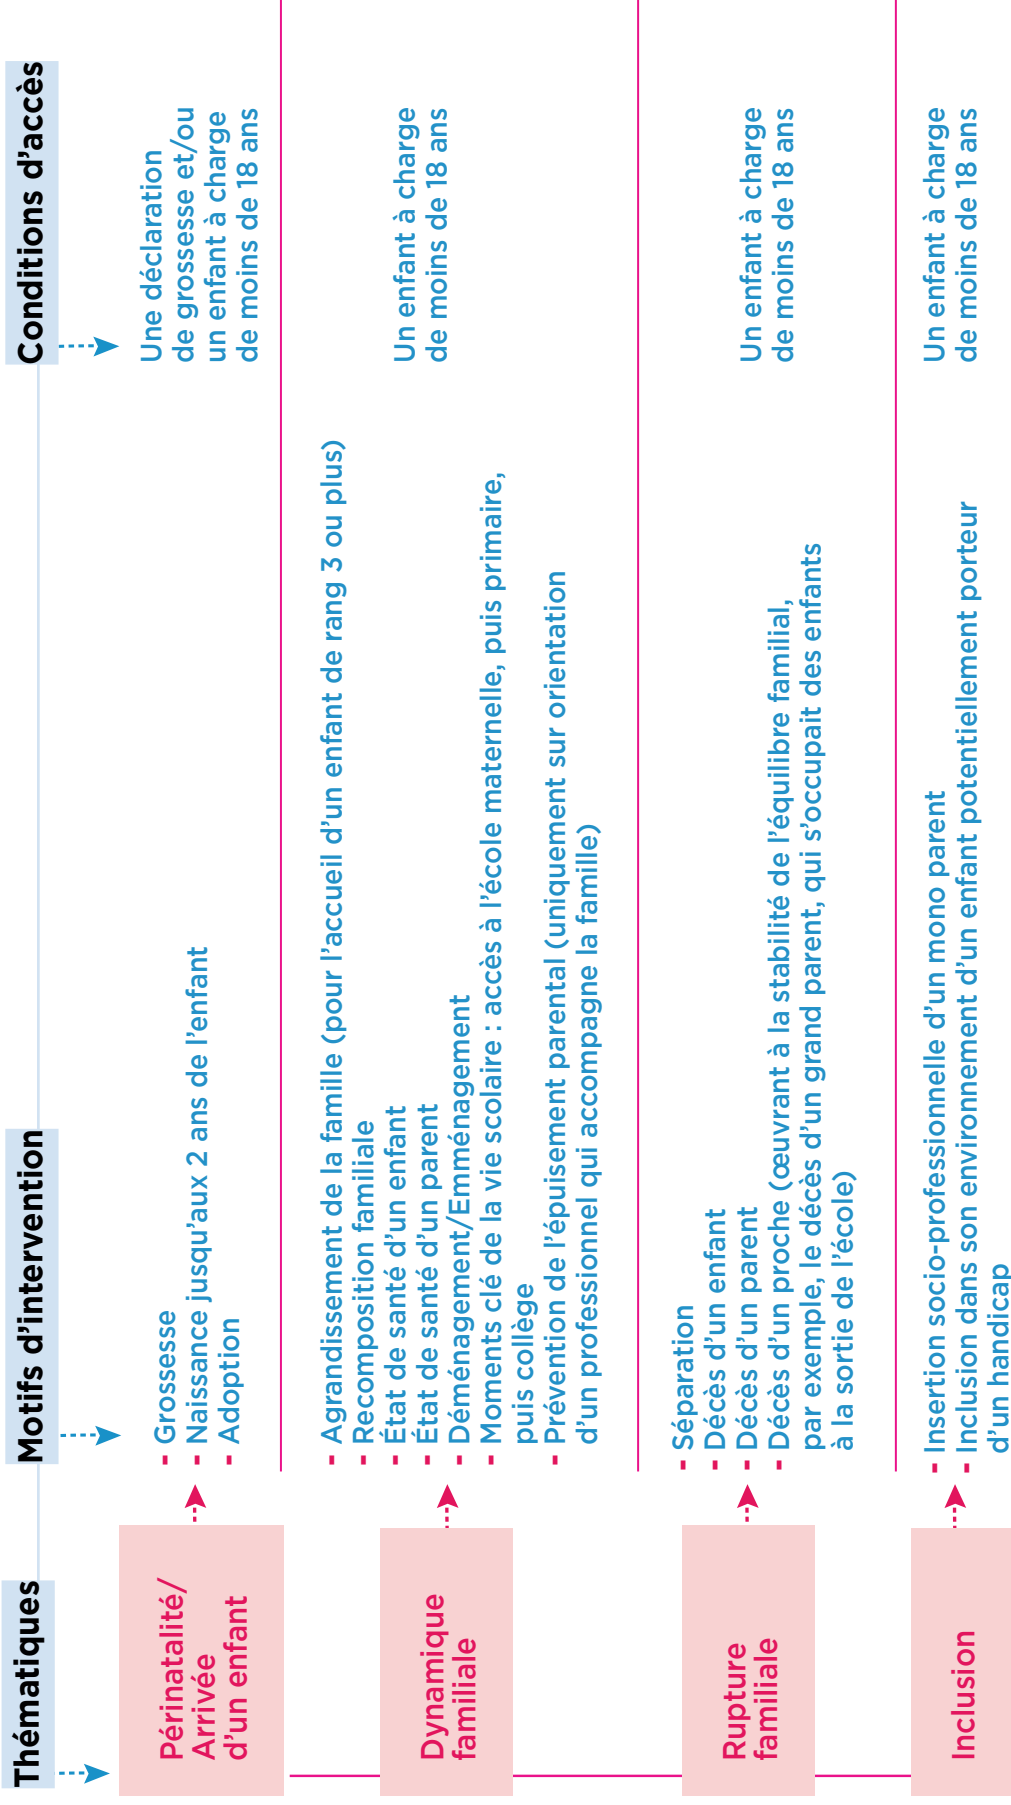 Thématiques
Motifs d’intervention
Conditions d’accès
Périnatalité/
Arrivée
d’un enfant
- Grossesse
- Naissance jusqu’aux 2 ans de l’enfant
- Adoption
Une déclaration
de grossesse et/ou
un enfant à charge
de moins de 18 ans
Dynamique
familiale
- Agrandissement de la famille (pour l’accueil d’un enfant de rang 3 ou plus)
- Recomposition familiale
- État de santé d’un enfant
- État de santé d’un parent
- Déménagement/Emménagement
- Moments clé de la vie scolaire : accès à l’école maternelle, puis primaire,
puis collège
- Prévention de l’épuisement parental (uniquement sur orientation
d’un professionnel qui accompagne la famille)
Un enfant à charge
de moins de 18 ans
Rupture
familiale
- Séparation
- Décès d’un enfant
- Décès d’un parent
- Décès d’un proche (œuvrant à la stabilité de l’équilibre familial,
par exemple, le décès d’un grand parent, qui s’occupait des enfants
à la sortie de l’école)
Un enfant à charge
de moins de 18 ans
Inclusion
- Insertion socio-professionnelle d’un mono parent
- Inclusion dans son environnement d’un enfant potentiellement porteur
d’un handicap
Un enfant à charge
de moins de 18 ans